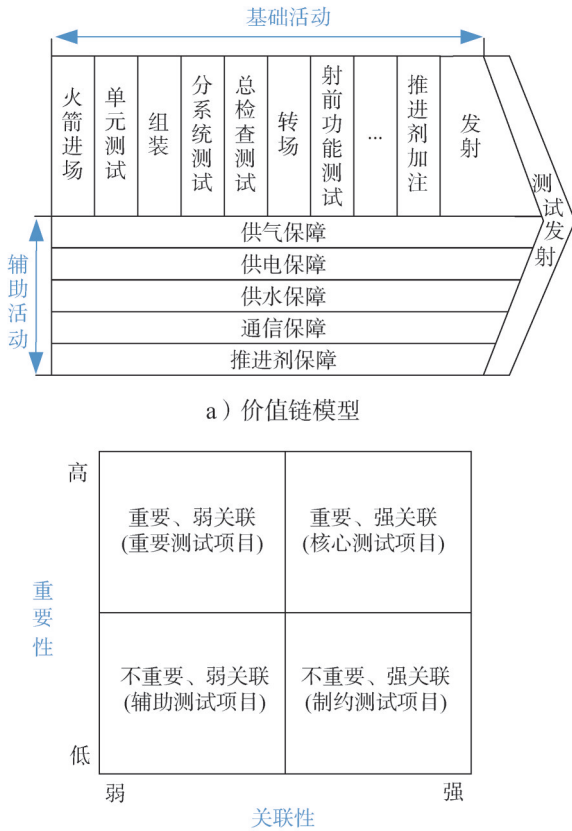 基础活动
火箭进场
单元测试
组装
分系统测试
总检查测试
转场
射前功能测试
...
推进剂加注
发射
测试发射
辅助活动
供气保障
供电保障
供水保障
通信保障
推进剂保障
a）价值链模型
高
重要、弱关联
(重要测试项目)
重要、强关联
(核心测试项目)
重要性
不重要、弱关联
(辅助测试项目)
不重要、强关联
(制约测试项目)
低
弱
强
关联性